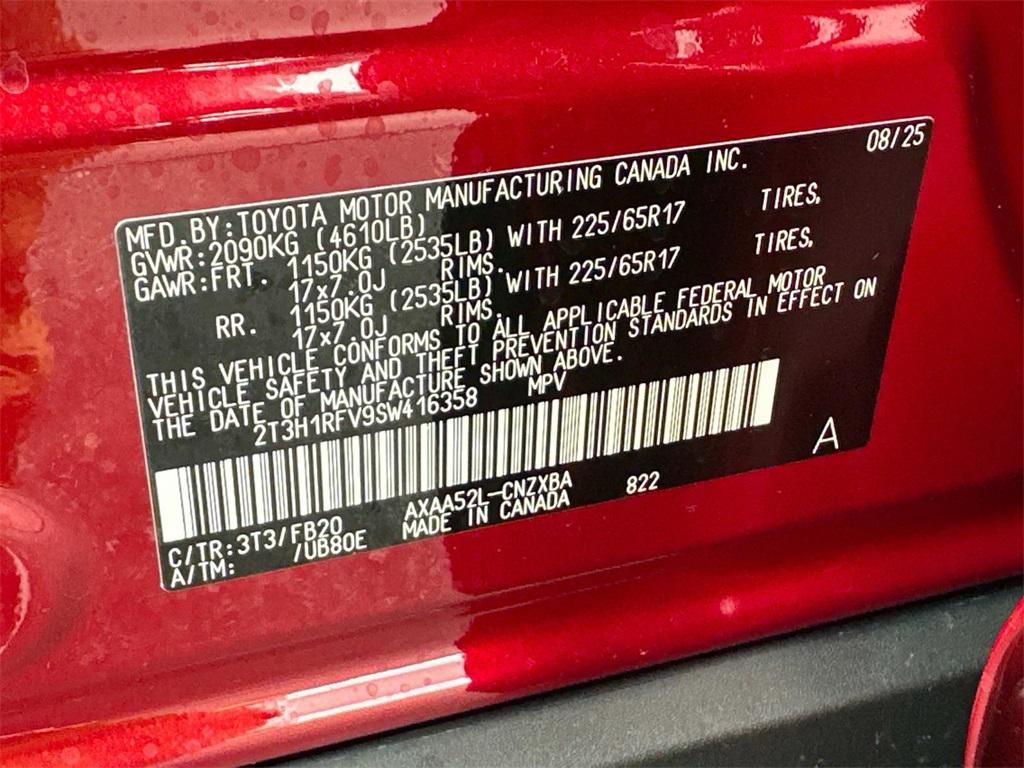 MFD.BY:TOYOTA MOTOR MANUFACTURING CANADA INC. 08/25
GVWR:2090KG (4610LB)
GAWR:FRT. 1150KG (2535LB) WITH 225/65R17 TIRES,
17x7.0J RIMS.
RR. 1150KG (2535LB) WITH 225/65R17 TIRES,
17x7.0J RIMS.
THIS VEHICLE CONFORMS TO ALL APPLICABLE FEDERAL MOTOR
VEHICLE SAFETY AND THEFT PREVENTION STANDARDS IN EFFECT ON
THE DATE OF MANUFACTURE SHOWN ABOVE.
2T3H1RFV9SW416358 MPV
A
C/TR:3T3/FB20 AXAA52L-CNZXBA 822
A/TM: /UB80E MADE IN CANADA